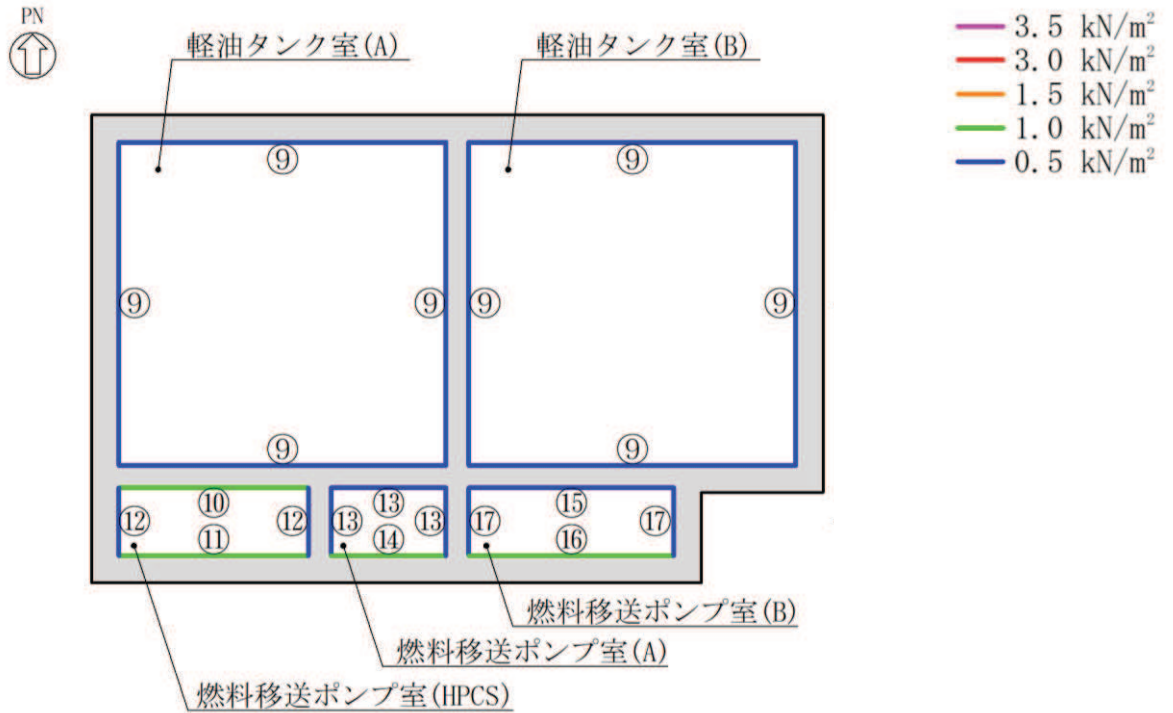 PN
軽油タンク室(A)
軽油タンク室(B)
3.5 kN/m²
3.0 kN/m²
1.5 kN/m²
1.0 kN/m²
0.5 kN/m²
⑨ ⑨
⑨ ⑨ ⑨ ⑨
⑨ ⑨
⑩ ⑬ ⑮
⑫ ⑫ ⑬ ⑬ ⑰ ⑰
⑪ ⑭ ⑯
燃料移送ポンプ室(B)
燃料移送ポンプ室(A)
燃料移送ポンプ室(HPCS)